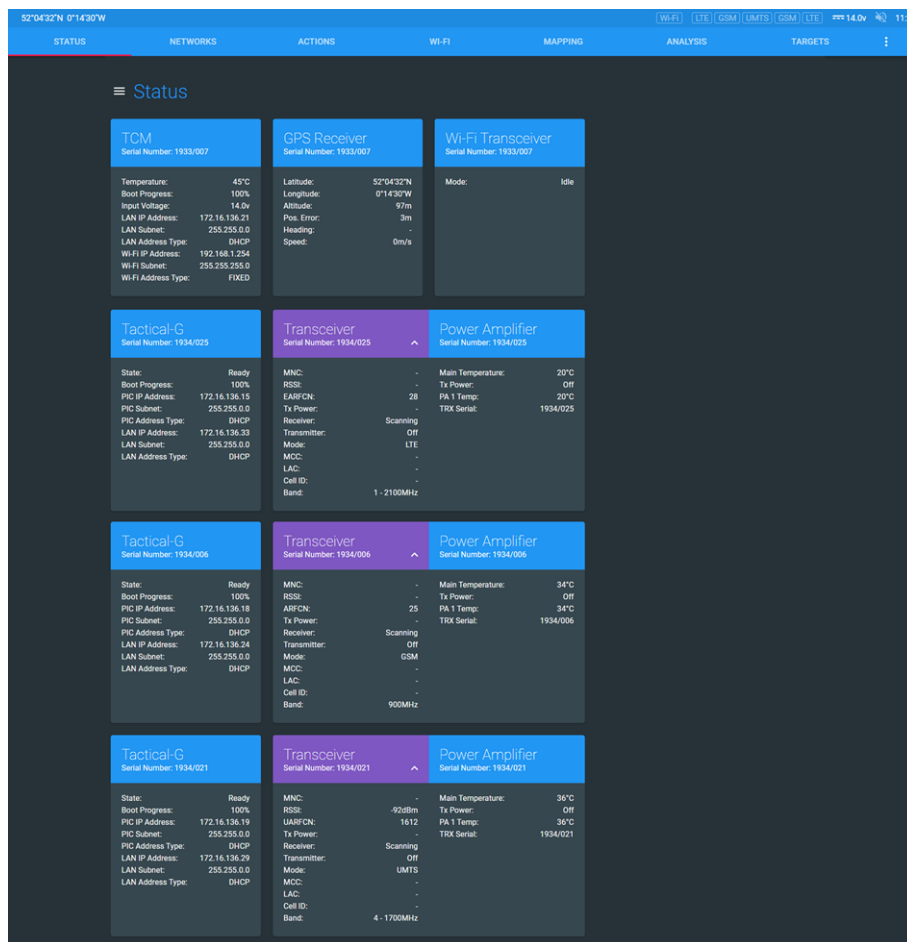 52°04'32"N 0°14'30"W Wi-Fi LTE GSM UMTS GSM LTE 14.0v 11:
STATUS NETWORKS ACTIONS WI-FI MAPPING ANALYSIS TARGETS
Status
TCM
Serial Number: 1933/007
Temperature: 45°C
Boot Progress: 100%
Input Voltage: 14.0v
LAN IP Address: 172.16.136.21
LAN Subnet: 255.255.0.0
LAN Address Type: DHCP
Wi-Fi IP Address: 192.168.1.254
Wi-Fi Subnet: 255.255.255.0
Wi-Fi Address Type: FIXED
GPS Receiver
Serial Number: 1933/007
Latitude: 52°04'32"N
Longitude: 0°14'30"W
Altitude: 97m
Pos. Error: 3m
Heading: -
Speed: 0m/s
Wi-Fi Transceiver
Serial Number: 1933/007
Mode: Idle
Tactical-G
Serial Number: 1934/025
State: Ready
Boot Progress: 100%
PIC IP Address: 172.16.136.15
PIC Subnet: 255.255.0.0
PIC Address Type: DHCP
LAN IP Address: 172.16.136.33
LAN Subnet: 255.255.0.0
LAN Address Type: DHCP
Transceiver
Serial Number: 1934/025
MNC: -
RSSI: -
EARFCN: 28
Tx Power: -
Receiver: Scanning
Transmitter: Off
Mode: LTE
MCC: -
LAC: -
Cell ID: -
Band: 1 - 2100MHz
Power Amplifier
Serial Number: 1934/025
Main Temperature: 20°C
Tx Power: Off
PA 1 Temp: 20°C
TRX Serial: 1934/025
Tactical-G
Serial Number: 1934/006
State: Ready
Boot Progress: 100%
PIC IP Address: 172.16.136.18
PIC Subnet: 255.255.0.0
PIC Address Type: DHCP
LAN IP Address: 172.16.136.24
LAN Subnet: 255.255.0.0
LAN Address Type: DHCP
Transceiver
Serial Number: 1934/006
MNC: -
RSSI: -
ARFCN: 25
Tx Power: -
Receiver: Scanning
Transmitter: Off
Mode: GSM
MCC: -
LAC: -
Cell ID: -
Band: 900MHz
Power Amplifier
Serial Number: 1934/006
Main Temperature: 34°C
Tx Power: Off
PA 1 Temp: 34°C
TRX Serial: 1934/006
Tactical-G
Serial Number: 1934/021
State: Ready
Boot Progress: 100%
PIC IP Address: 172.16.136.19
PIC Subnet: 255.255.0.0
PIC Address Type: DHCP
LAN IP Address: 172.16.136.29
LAN Subnet: 255.255.0.0
LAN Address Type: DHCP
Transceiver
Serial Number: 1934/021
MNC: -
RSSI: -92dBm
UARFCN: 1612
Tx Power: -
Receiver: Scanning
Transmitter: Off
Mode: UMTS
MCC: -
LAC: -
Cell ID: -
Band: 4 - 1700MHz
Power Amplifier
Serial Number: 1934/021
Main Temperature: 36°C
Tx Power: Off
PA 1 Temp: 36°C
TRX Serial: 1934/021